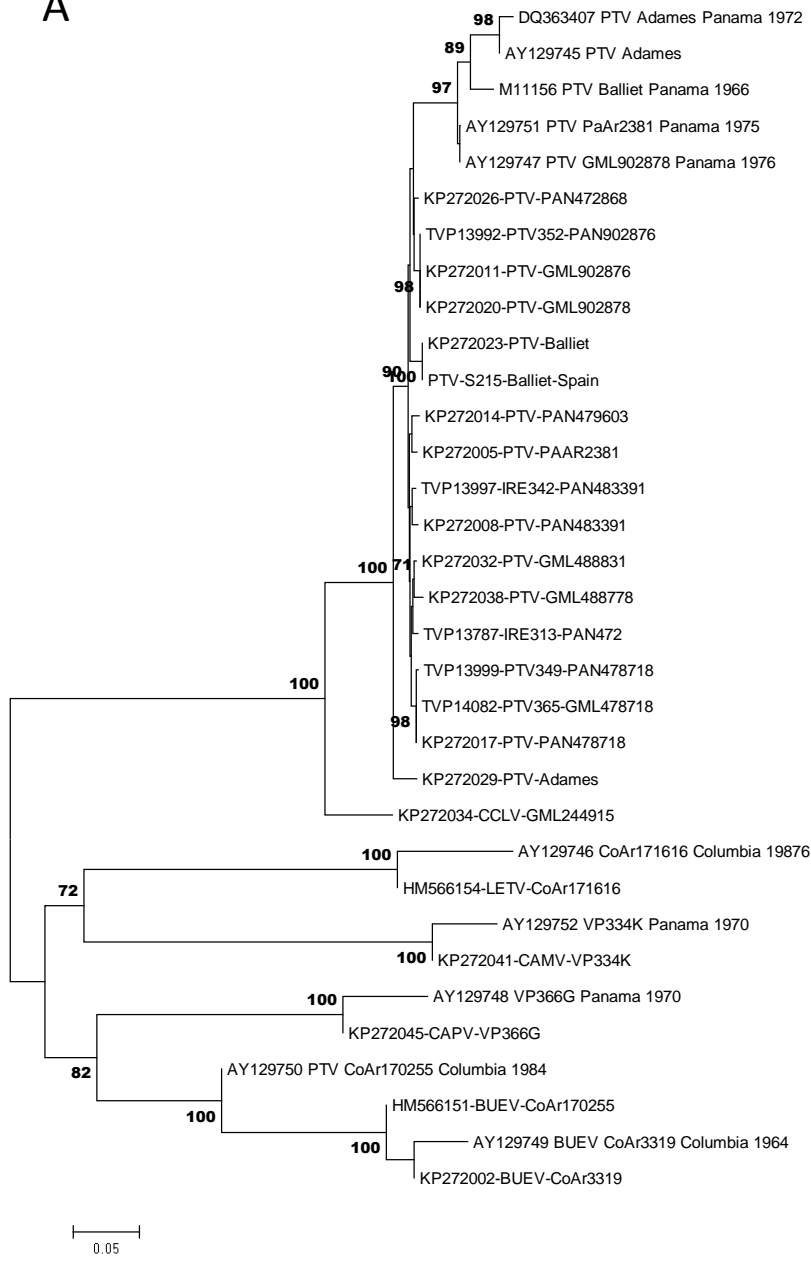 A
98
DQ363407 PTV Adames Panama 1972
89
AY129745 PTV Adames
97
M11156 PTV Balliet Panama 1966
AY129751 PTV PaAr2381 Panama 1975
AY129747 PTV GML902878 Panama 1976
KP272026-PTV-PAN472868
TVP13992-PTV352-PAN902876
KP272011-PTV-GML902876
98
KP272020-PTV-GML902878
KP272023-PTV-Balliet
90
100
PTV-S215-Balliet-Spain
KP272014-PTV-PAN479603
KP272005-PTV-PAAR2381
TVP13997-IRE342-PAN483391
KP272008-PTV-PAN483391
71
KP272032-PTV-GML488831
100
KP272038-PTV-GML488778
TVP13787-IRE313-PAN472
TVP13999-PTV349-PAN478718
100
TVP14082-PTV365-GML478718
98
KP272017-PTV-PAN478718
KP272029-PTV-Adames
KP272034-CCLV-GML244915
100
AY129746 CoAr171616 Columbia 19876
72
HM566154-LETV-CoAr171616
AY129752 VP334K Panama 1970
100
KP272041-CAMV-VP334K
100
AY129748 VP366G Panama 1970
KP272045-CAPV-VP366G
82
AY129750 PTV CoAr170255 Columbia 1984
100
HM566151-BUEV-CoAr170255
100
AY129749 BUEV CoAr3319 Columbia 1964
KP272002-BUEV-CoAr3319
0.05